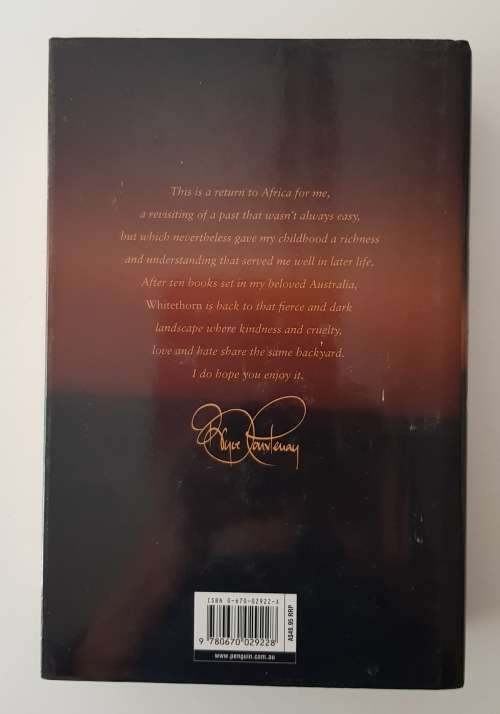 This is a return to Africa for me,
a revisiting of a past that wasn't always easy,
but which nevertheless gave my childhood a richness
and understanding that served me well in later life.
After ten books set in my beloved Australia,
Whitethorn is back to that fierce and dark
landscape where kindness and cruelty,
love and hate share the same backyard.
I do hope you enjoy it.
Bryce Courtenay
ISBN 0-670-02922-X
9 780670 029228
www.penguin.com.au
A$49.95 RRP